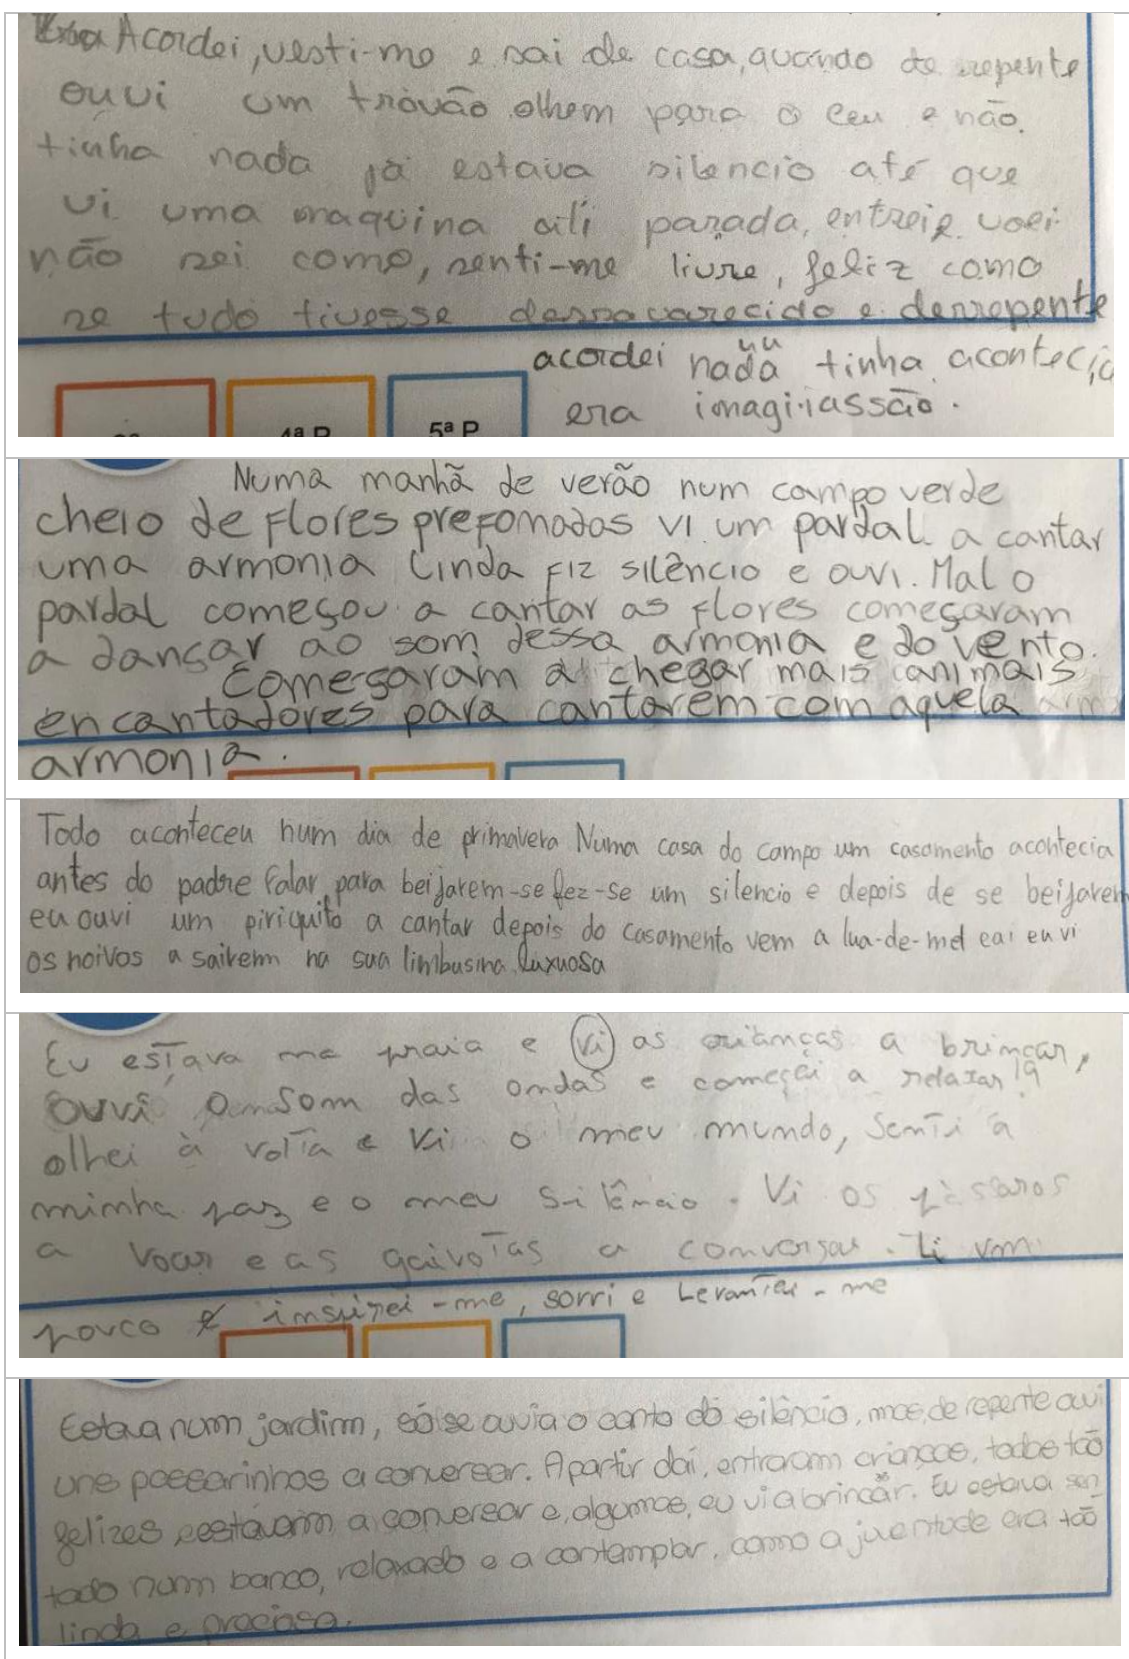 Acordei, vesti-me e sai de casa, quando de repente
ouvi um trovão olhem para o ceu e não.
tinha nada já estava silencio até que
vi uma maquina ali parada, entrei e voei
não sei como, senti-me livre, feliz como
se tudo tivesse dessaparecido e derrepente
acordei nada tinha acontecid
era imaginassão.
4ª P 5ª P
Numa manhã de verão num campo verde
cheio de flores prefomadas vi um pardal a cantar
uma armonia linda fiz silêncio e ouvi. Mal o
pardal começou a cantar as flores começaram
a dançar ao som dessa armonia e do vento.
Começaram a chegar mais animais
encantadores para cantarem com aquela
armonia.
Todo aconteceu num dia de primavera Numa casa do campo um casamento acontecia
antes do padre falar para beijarem-se fez-se um silencio e depois de se beijarem
eu ouvi um piriquito a cantar depois do casamento vem a lua-de-mel e ai eu vi
os noivos a sairem na sua limbusina luxuosa
Eu estava na praia e vi as crianças a brincar,
ouvi o som das ondas e começei a relaxar!
olhei à volta e vi o meu mundo, senti a
minha paz e o meu silêncio. Vi os pàssaros
a voar e as gaivotas a conversar. Li um
pouco inspirei-me, sorri e Levantei-me
Estava num jardim, só se ouvia o canto do silêncio, mas, de repente ouvi
uns passarinhos a conversar. A partir daí, entraram crianças, todas tão
felizes e estavam a conversar e, algumas, eu via brincar. Eu estava sen
tado num banco, relaxado e a contemplar, como a juventude era tão
linda e preciosa.